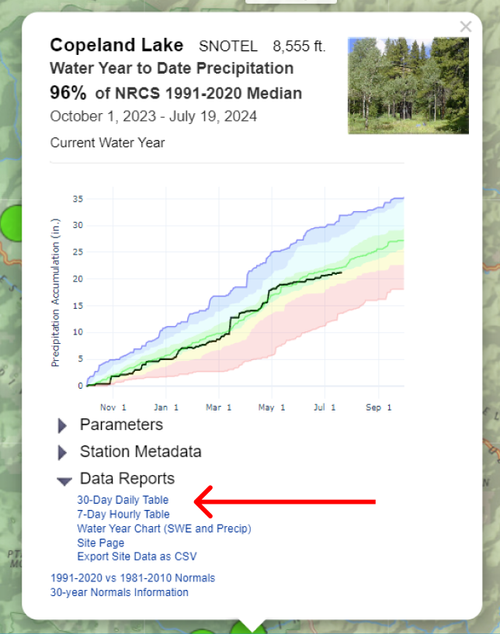 Copeland Lake SNOTEL 8,555 ft.
Water Year to Date Precipitation
96% of NRCS 1991-2020 Median
October 1, 2023 - July 19, 2024
Current Water Year
Precipitation Accumulation (in.)
35
30
25
20
15
10
5
0
Nov 1 Jan 1 Mar 1 May 1 Jul 1 Sep 1
Parameters
Station Metadata
Data Reports
30-Day Daily Table
7-Day Hourly Table
Water Year Chart (SWE and Precip)
Site Page
Export Site Data as CSV
1991-2020 vs 1981-2010 Normals
30-year Normals Information